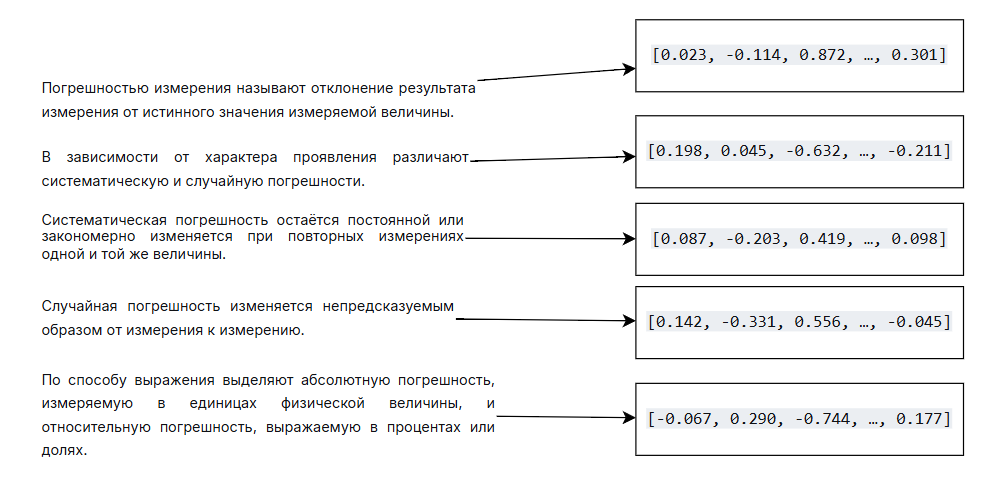 [0.023, -0.114, 0.872, …, 0.301]
Погрешностью измерения называют отклонение результата
измерения от истинного значения измеряемой величины.
[0.198, 0.045, -0.632, …, -0.211]
В зависимости от характера проявления различают
систематическую и случайную погрешности.
[0.087, -0.203, 0.419, …, 0.098]
Систематическая погрешность остаётся постоянной или
закономерно изменяется при повторных измерениях
одной и той же величины.
[0.142, -0.331, 0.556, …, -0.045]
Случайная погрешность изменяется непредсказуемым
образом от измерения к измерению.
[-0.067, 0.290, -0.744, …, 0.177]
По способу выражения выделяют абсолютную погрешность,
измеряемую в единицах физической величины, и
относительную погрешность, выражаемую в процентах или
долях.